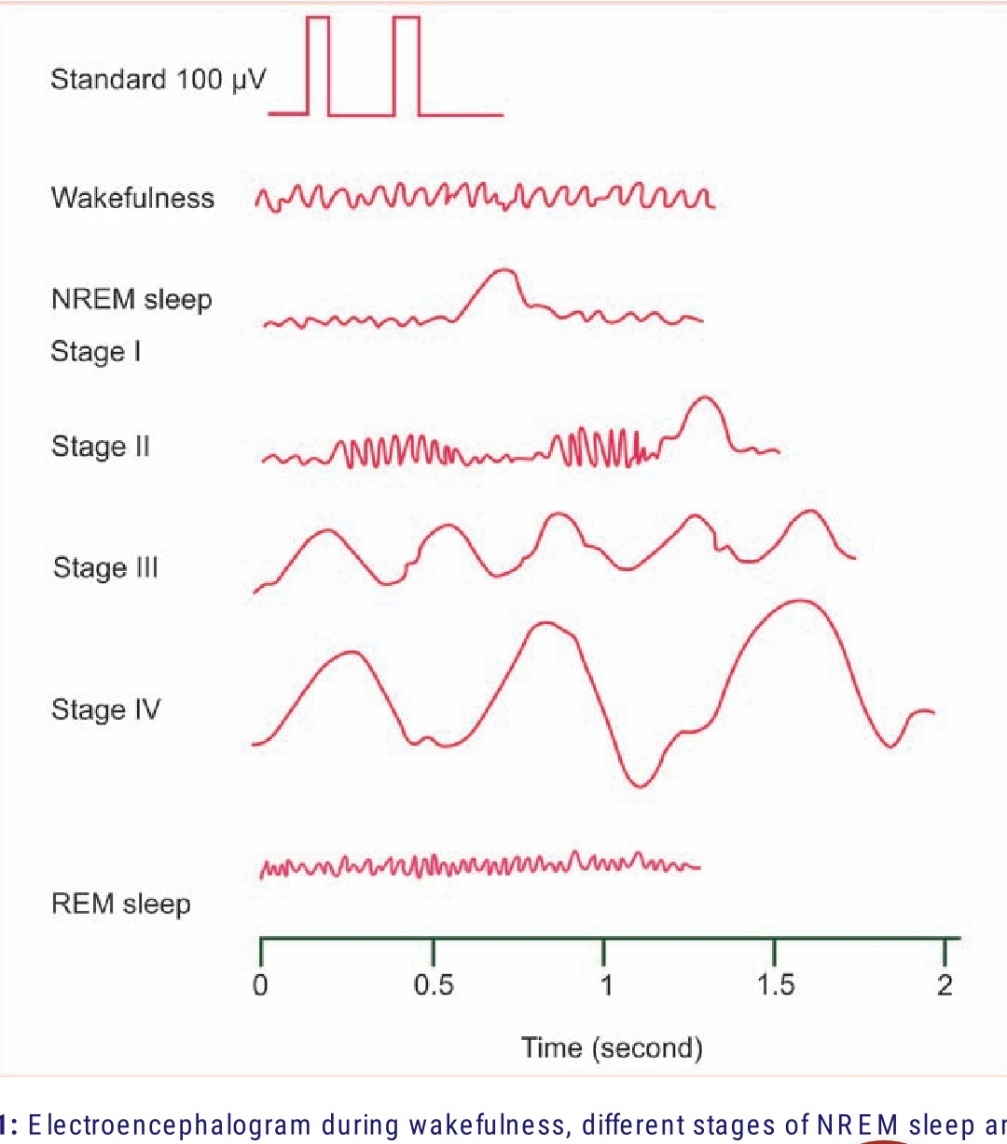 Standard 100 µV
Wakefulness
NREM sleep
Stage I
Stage II
Stage III
Stage IV
REM sleep
0 0.5 1 1.5 2
Time (second)
1: Electroencephalogram during wakefulness, different stages of NREM sleep